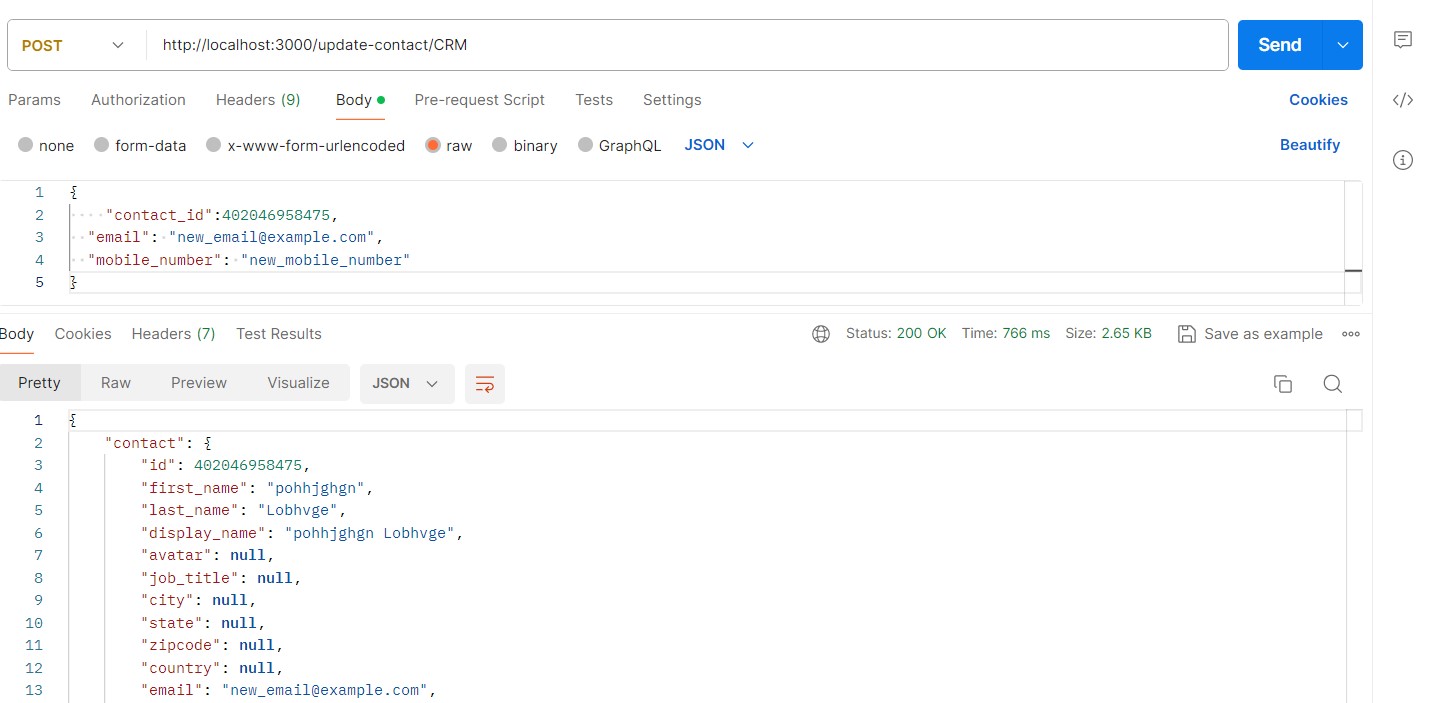 POST http://localhost:3000/update-contact/CRM Send
Params Authorization Headers (9) Body Pre-request Script Tests Settings Cookies
none form-data x-www-form-urlencoded raw binary GraphQL JSON Beautify
1 {
2 "contact_id":402046958475,
3 "email": "new_email@example.com",
4 "mobile_number": "new_mobile_number"
5 }
Body Cookies Headers (7) Test Results Status: 200 OK Time: 766 ms Size: 2.65 KB Save as example
Pretty Raw Preview Visualize JSON
1 {
2 "contact": {
3 "id": 402046958475,
4 "first_name": "pohhjghgn",
5 "last_name": "Lobhvge",
6 "display_name": "pohhjghgn Lobhvge",
7 "avatar": null,
8 "job_title": null,
9 "city": null,
10 "state": null,
11 "zipcode": null,
12 "country": null,
13 "email": "new_email@example.com",